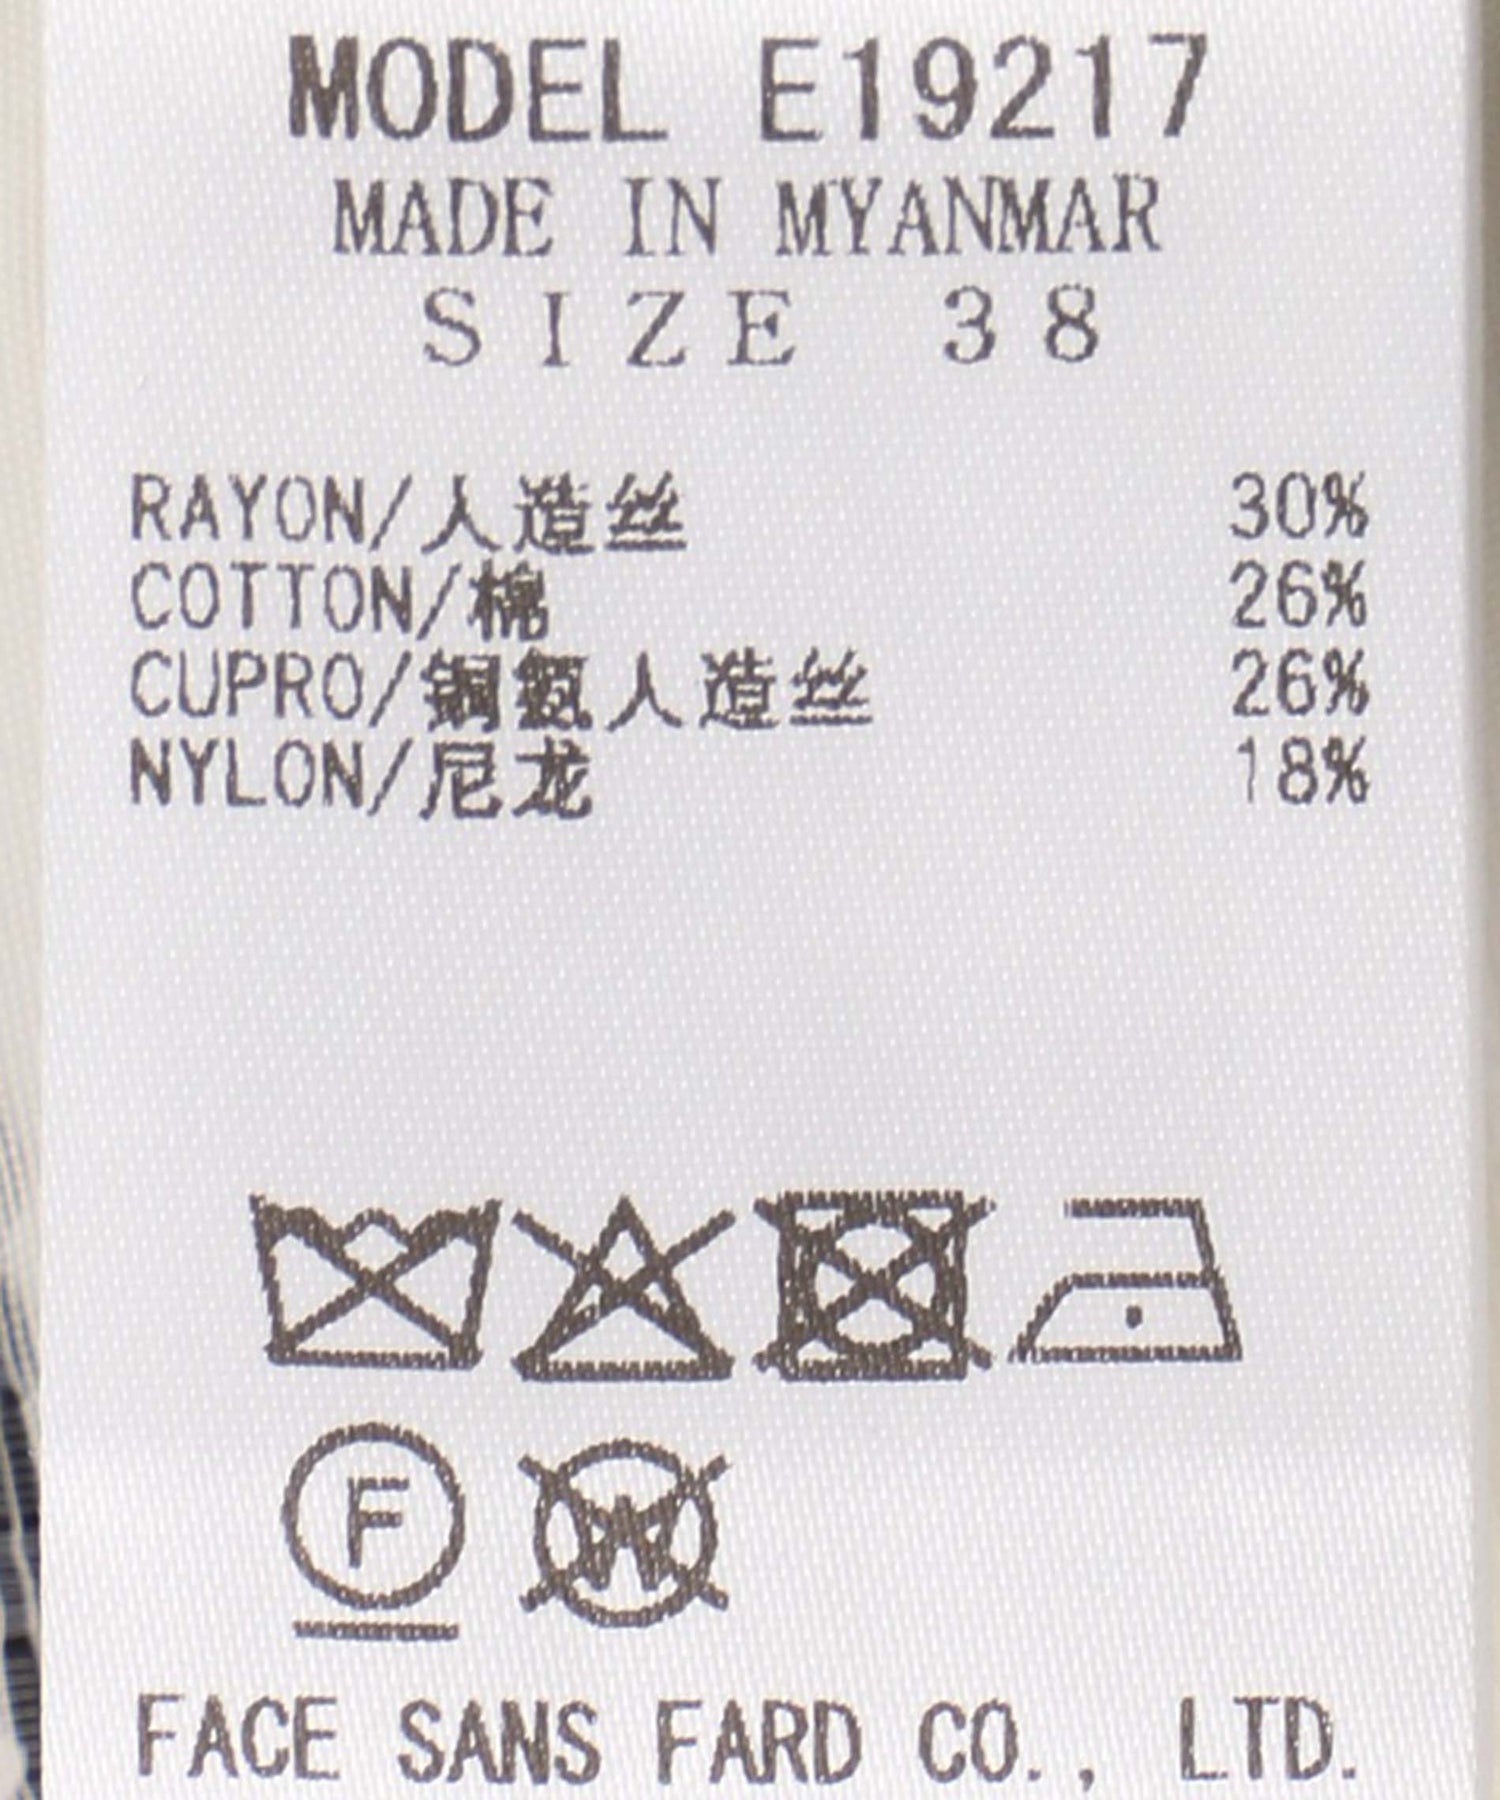 MODEL E19217
MADE IN MYANMAR
SIZE 38
RAYON/人造丝 30%
COTTON/棉 26%
CUPRO/铜氨人造丝 26%
NYLON/尼龙 18%
F W
FACE SANS FARD CO., LTD.